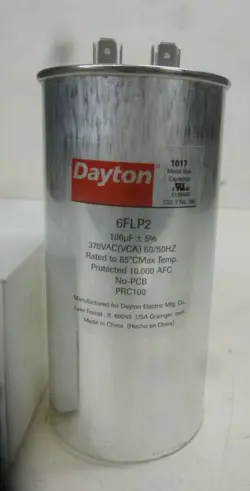 Dayton
1017
Capacitor
6FLP2
100µF ± 5%
370VAC(VCA) 60/50HZ
Rated to 85°CMax Temp.
Protected 10,000 AFC
No-PCB
PRC100
Manufactured for Dayton Electric Mfg. Co.,
Lake Forest, IL 60045 USA Grainger
Made in China (Hecho en China)